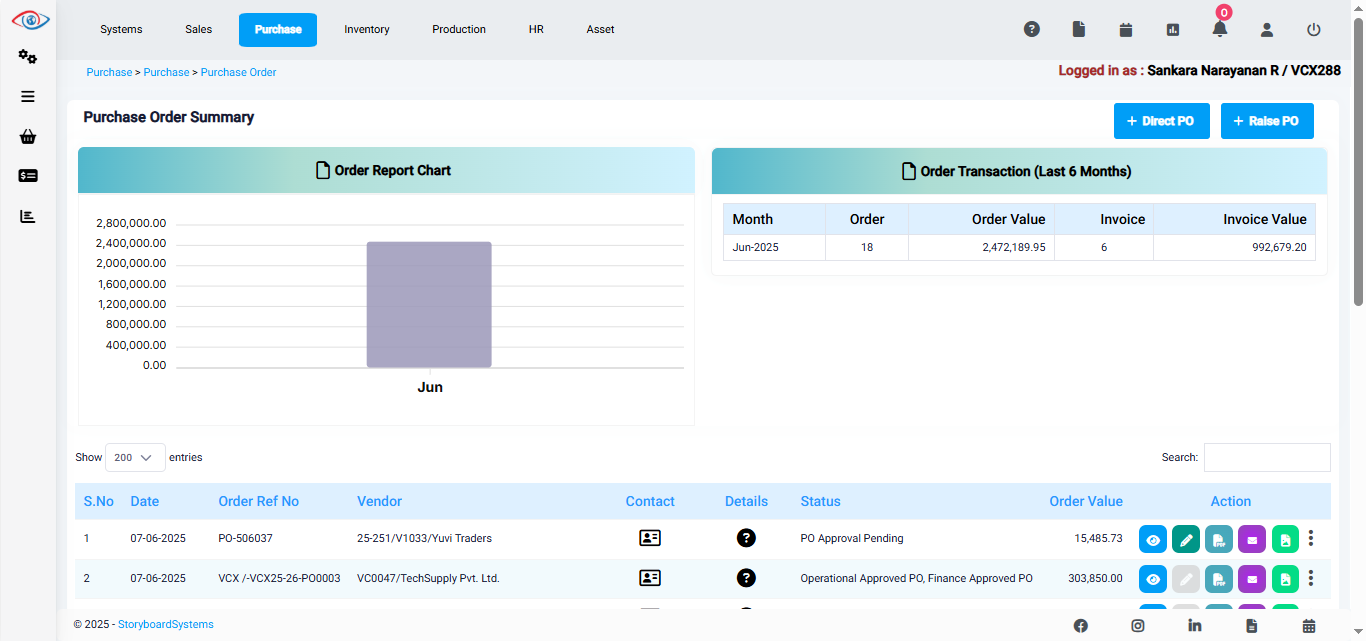 Systems Sales Purchase Inventory Production HR Asset 0
Purchase > Purchase > Purchase Order
Logged in as : Sankara Narayanan R / VCX288
Purchase Order Summary
+ Direct PO
+ Raise PO
Order Report Chart
2,800,000.00
2,400,000.00
2,000,000.00
1,600,000.00
1,200,000.00
800,000.00
400,000.00
0.00
Jun
Order Transaction (Last 6 Months)
Month Order Order Value Invoice Invoice Value
Jun-2025 18 2,472,189.95 6 992,679.20
Show 200 entries
Search:
S.No Date Order Ref No Vendor Contact Details Status Order Value Action
1 07-06-2025 PO-506037 25-251/V1033/Yuvi Traders PO Approval Pending 15,485.73
2 07-06-2025 VCX /-VCX25-26-PO0003 VC0047/TechSupply Pvt. Ltd. Operational Approved PO, Finance Approved PO 303,850.00
© 2025 - StoryboardSystems